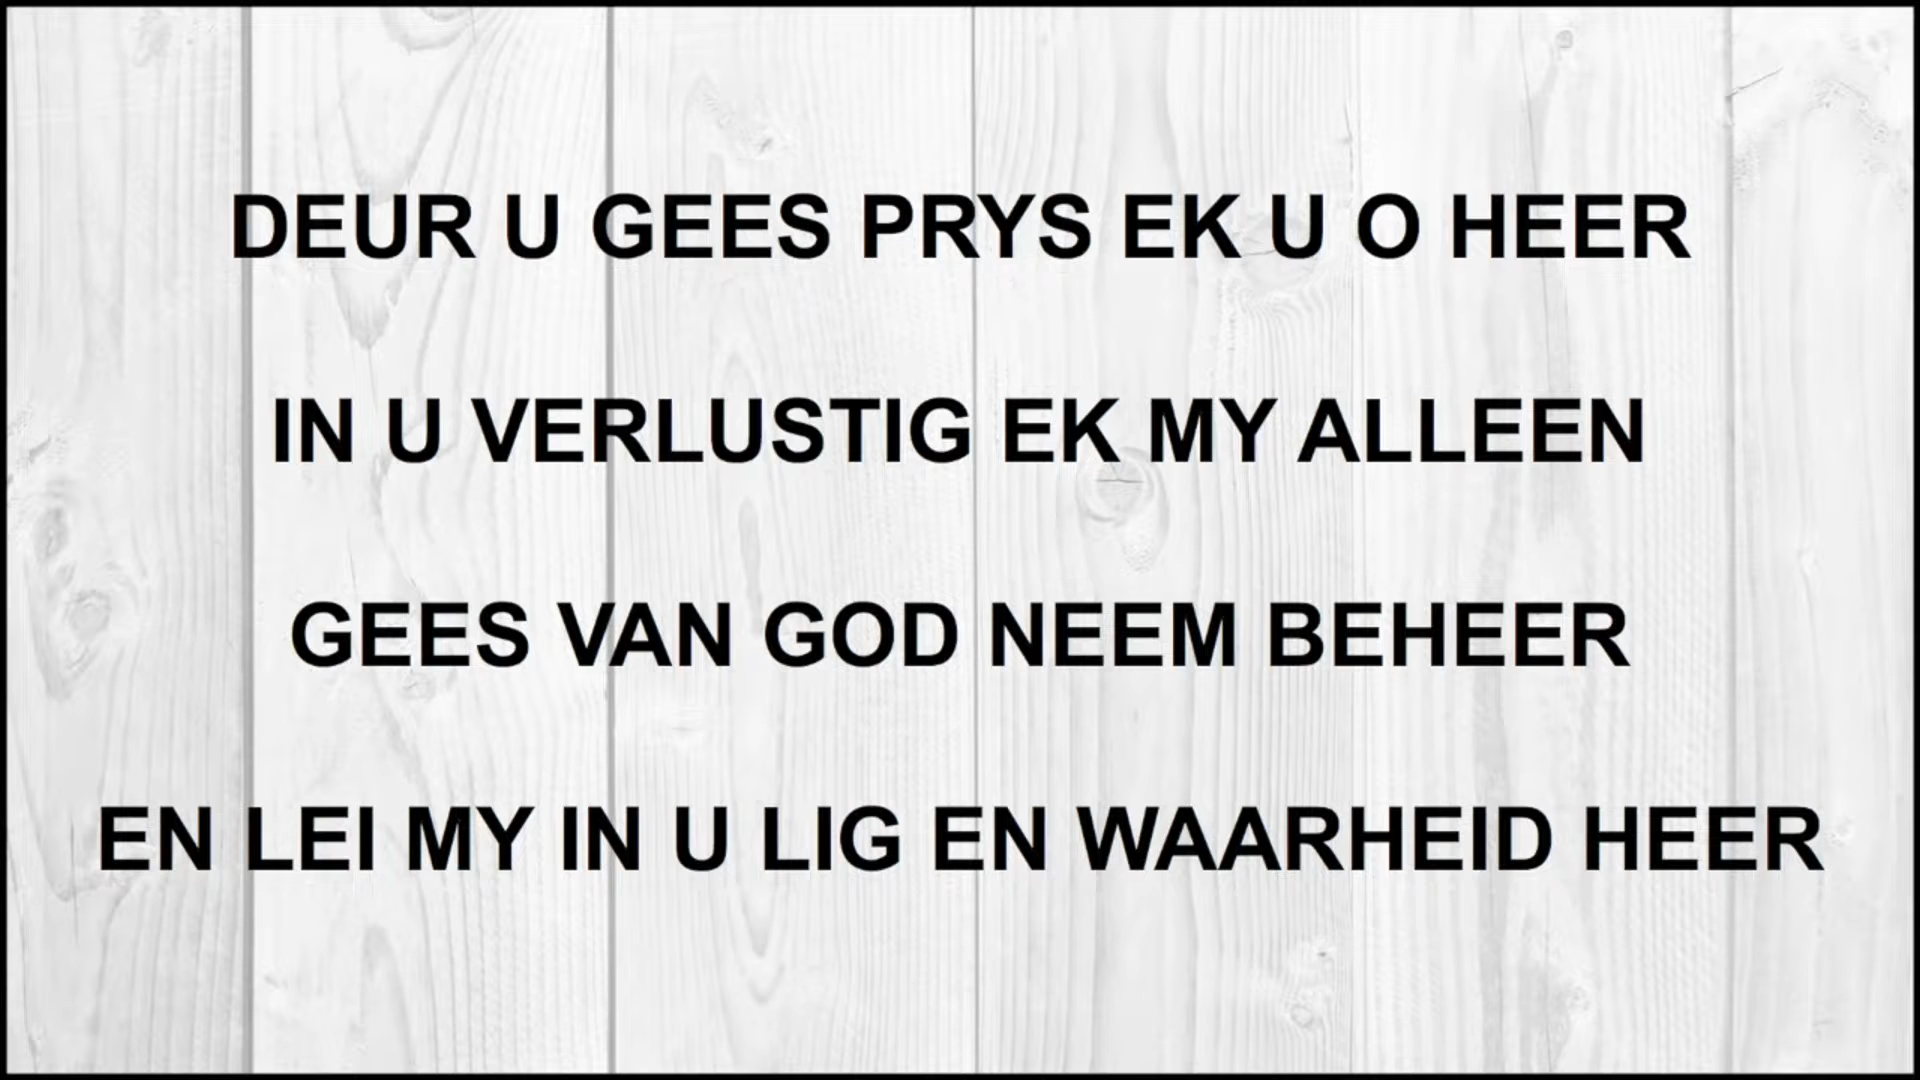 DEUR U GEES PRYS EK U O HEER
IN U VERLUSTIG EK MY ALLEEN
GEES VAN GOD NEEM BEHEER
EN LEI MY IN U LIG EN WAARHEID HEER